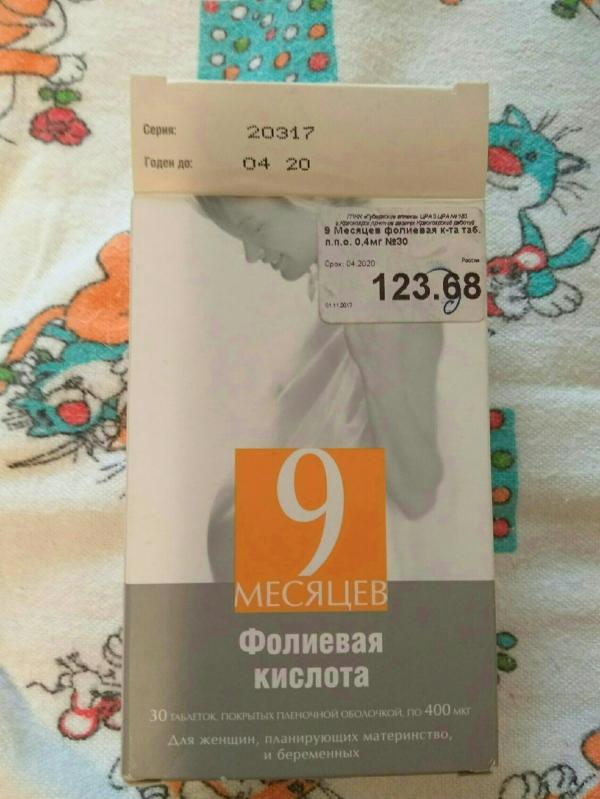 Серия: 20317
Годен до: 04 20
9 Месяцев фолиевая к-та таб.
п.п.о. 0,4мг №30
Срок: 04.2020 Россия
123.68
01.11.2017
9
МЕСЯЦЕВ
Фолиевая
кислота
30 ТАБЛЕТОК, ПОКРЫТЫХ ПЛЕНОЧНОЙ ОБОЛОЧКОЙ, ПО 400 МКГ
Для женщин, планирующих материнство,
и беременных